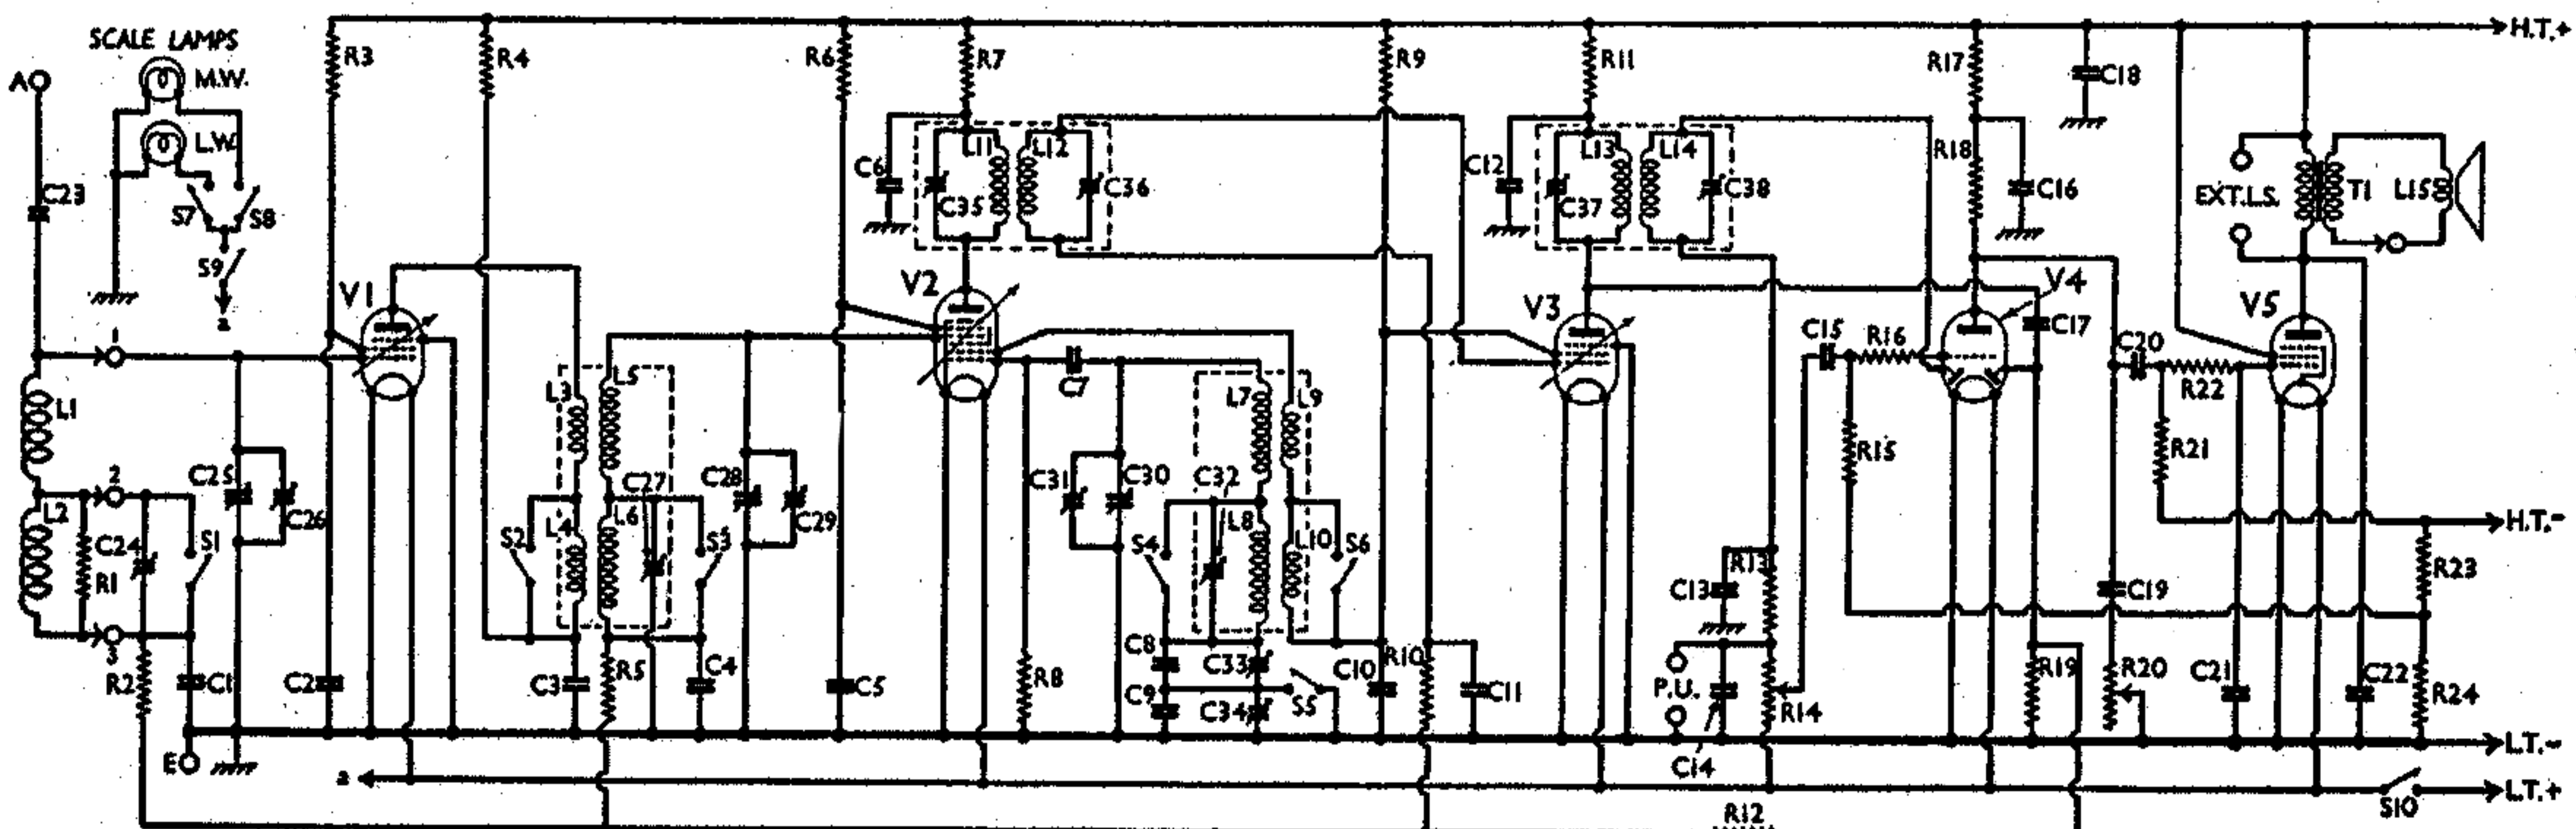 SCALE LAMPS
M.W.
L.W.
A
C23
S7
S8
S9
a
L1
L2
1
2
3
C24
R1
S1
R2
C1
E
C25
C26
C2
R3
V1
R4
L3
L4
L5
L6
C27
S2
S3
C3
R5
C4
C28
C29
R6
C5
R7
C6
L11
L12
C35
C36
V2
C7
R8
C31
C30
L7
L9
C32
L8
L10
S4
S6
C8
C9
C33
C34
S5
C10
R9
R10
C11
R11
C12
L13
L14
C37
C38
V3
C13
R13
P.U.
C14
R14
R12
C15
R16
R15
R17
R18
C16
V4
C17
R19
C18
C20
R22
R21
C19
R20
C21
V5
C22
EXT.L.S.
T1
L15
R23
R24
H.T.+
H.T.-
L.T.-
L.T.+
S10
a